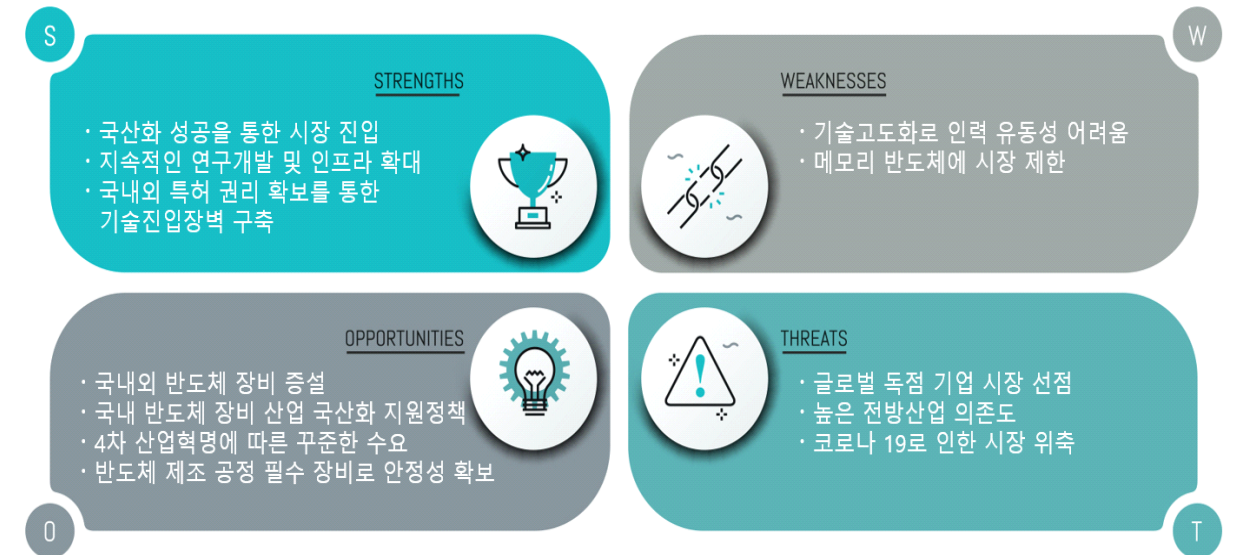 S
STRENGTHS
· 국산화 성공을 통한 시장 진입
· 지속적인 연구개발 및 인프라 확대
· 국내외 특허 권리 확보를 통한
기술진입장벽 구축
W
WEAKNESSES
· 기술고도화로 인력 유동성 어려움
· 메모리 반도체에 시장 제한
O
OPPORTUNITIES
· 국내외 반도체 장비 증설
· 국내 반도체 장비 산업 국산화 지원정책
· 4차 산업혁명에 따른 꾸준한 수요
· 반도체 제조 공정 필수 장비로 안정성 확보
T
THREATS
· 글로벌 독점 기업 시장 선점
· 높은 전방산업 의존도
· 코로나 19로 인한 시장 위축